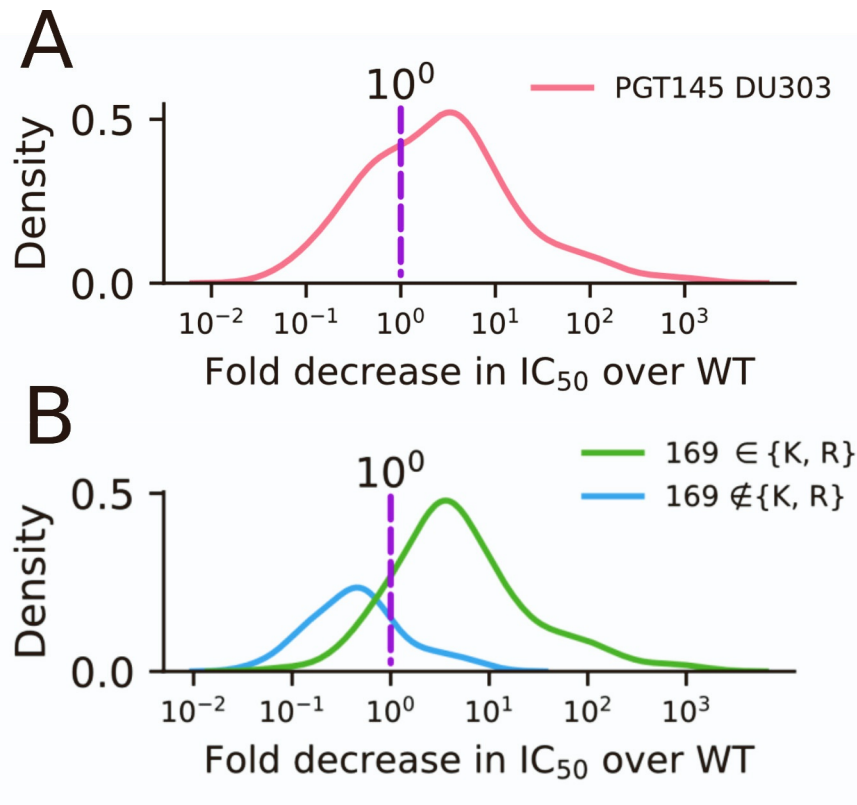 A
10⁰
PGT145 DU303
Density
0.5
0.0
10⁻² 10⁻¹ 10⁰ 10¹ 10² 10³
Fold decrease in IC₅₀ over WT
B
169 ∈ {K, R}
10⁰
169 ∉{K, R}
Density
0.5
0.0
10⁻² 10⁻¹ 10⁰ 10¹ 10² 10³
Fold decrease in IC₅₀ over WT